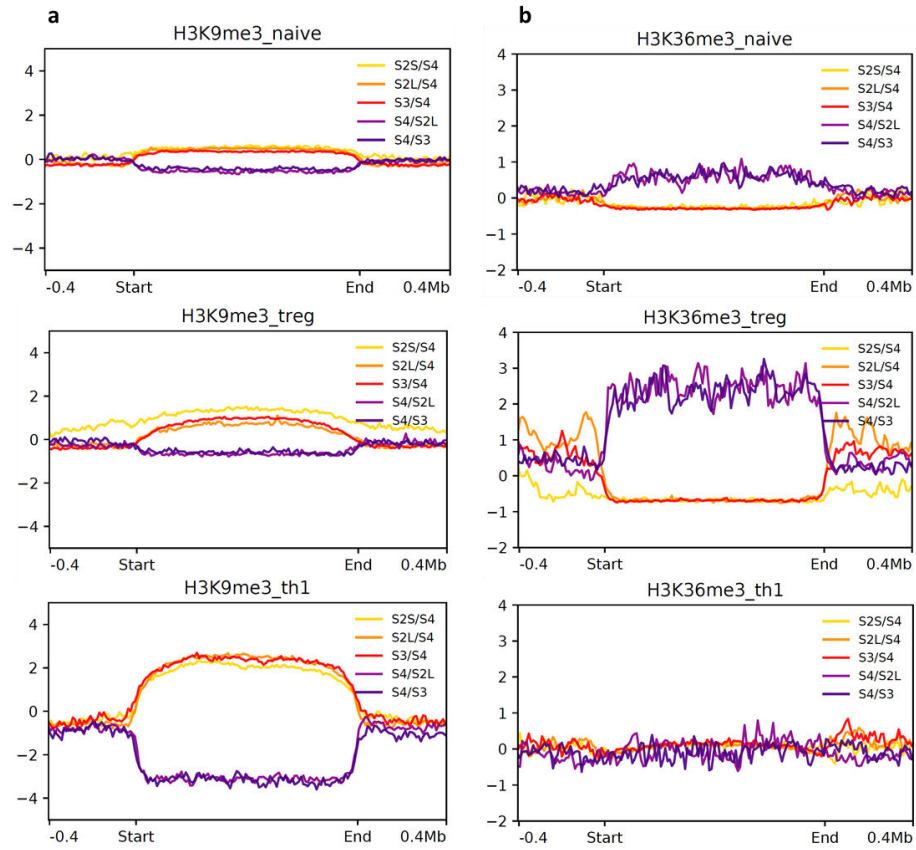 a
H3K9me3_naive
4
2
0
-2
-4
S2S/S4
S2L/S4
S3/S4
S4/S2L
S4/S3
-0.4 Start End 0.4Mb
H3K9me3_treg
4
2
0
-2
-4
S2S/S4
S2L/S4
S3/S4
S4/S2L
S4/S3
-0.4 Start End 0.4Mb
H3K9me3_th1
4
2
0
-2
-4
S2S/S4
S2L/S4
S3/S4
S4/S2L
S4/S3
-0.4 Start End 0.4Mb
b
H3K36me3_naive
4
3
2
1
0
-1
-2
S2S/S4
S2L/S4
S3/S4
S4/S2L
S4/S3
-0.4 Start End 0.4Mb
H3K36me3_treg
4
3
2
1
0
-1
-2
S2S/S4
S2L/S4
S3/S4
S4/S2L
S4/S3
-0.4 Start End 0.4Mb
H3K36me3_th1
4
3
2
1
0
-1
-2
S2S/S4
S2L/S4
S3/S4
S4/S2L
S4/S3
-0.4 Start End 0.4Mb